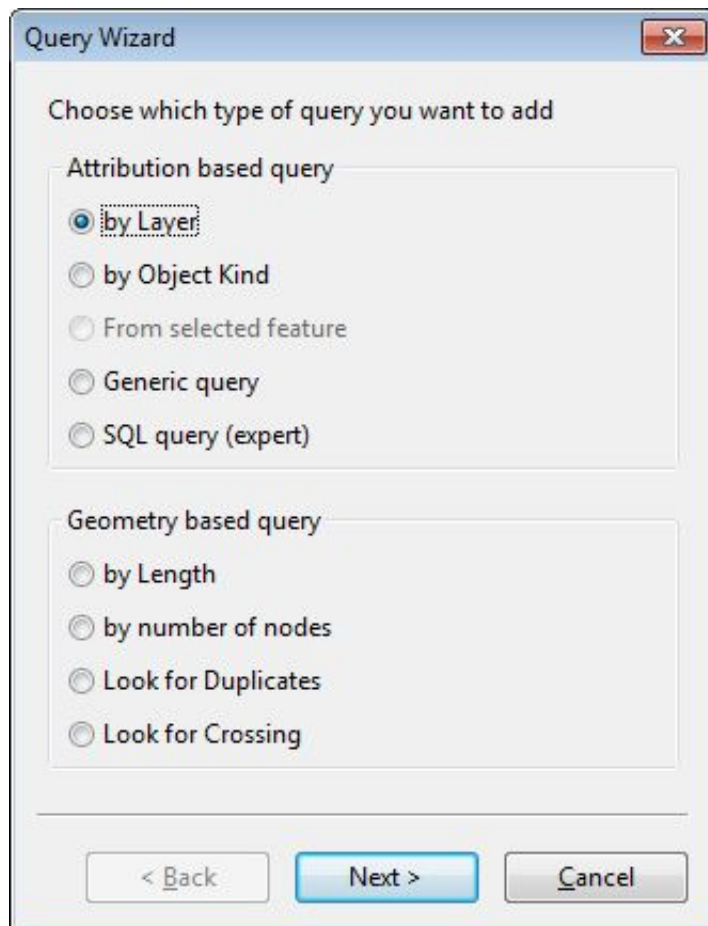 Query Wizard
Choose which type of query you want to add
Attribution based query
by Layer
by Object Kind
From selected feature
Generic query
SQL query (expert)
Geometry based query
by Length
by number of nodes
Look for Duplicates
Look for Crossing
< Back Next > Cancel